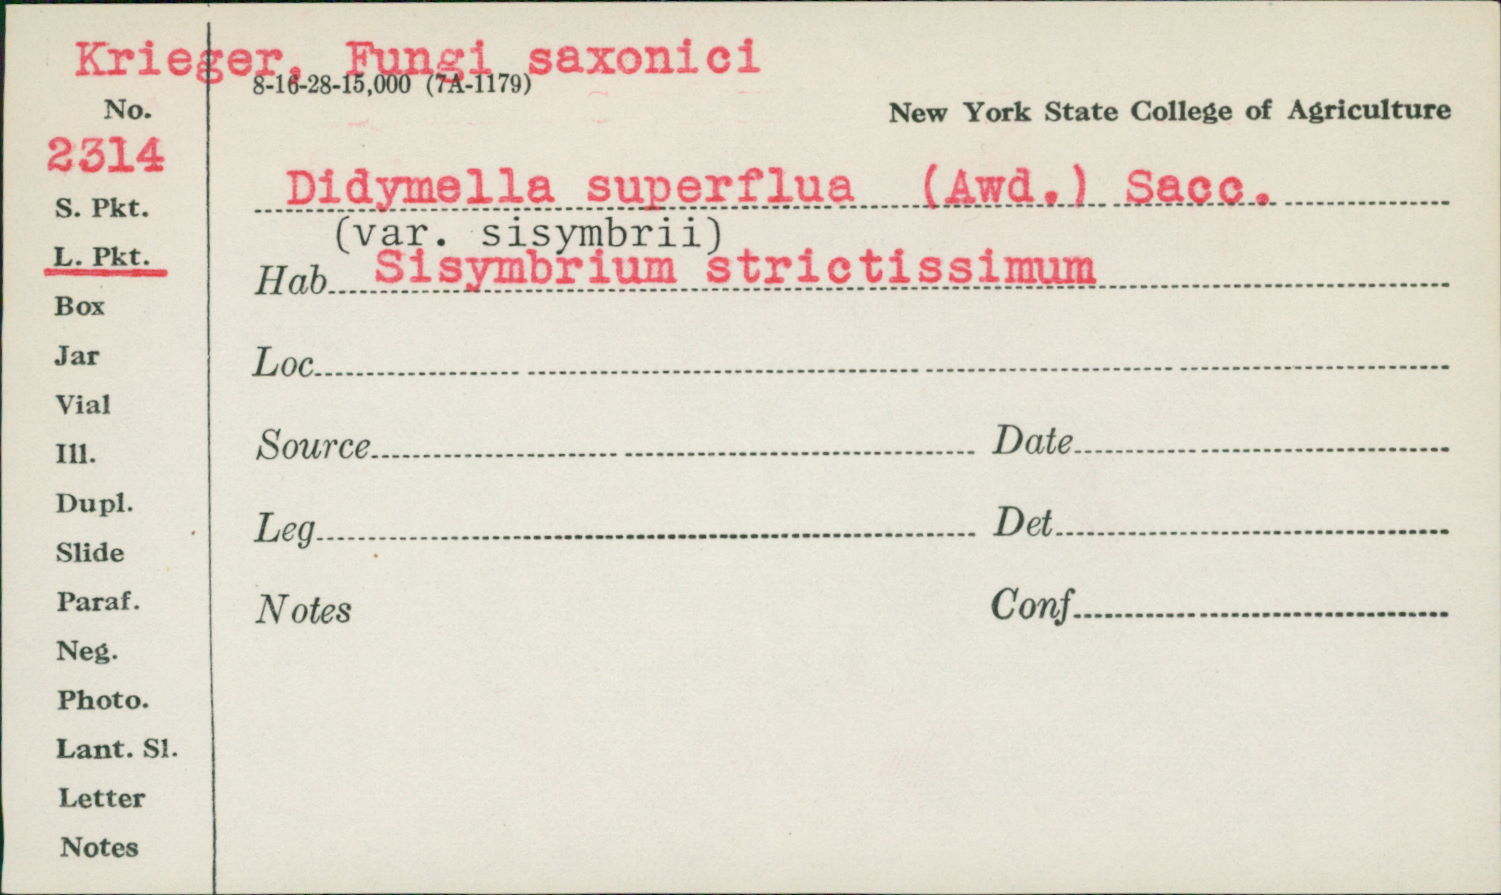 Krieger, Fungi saxonici
8-16-28-15,000 (7A-1179)
No.
New York State College of Agriculture
2314
Didymella superflua (Awd.) Sacc.
S. Pkt.
(var. sisymbrii)
L. Pkt.
Hab. Sisymbrium strictissimum
Box
Jar
Loc.
Vial
Ill.
Source
Date
Dupl.
Slide
Leg.
Det.
Paraf.
Notes
Conf.
Neg.
Photo.
Lant. Sl.
Letter
Notes